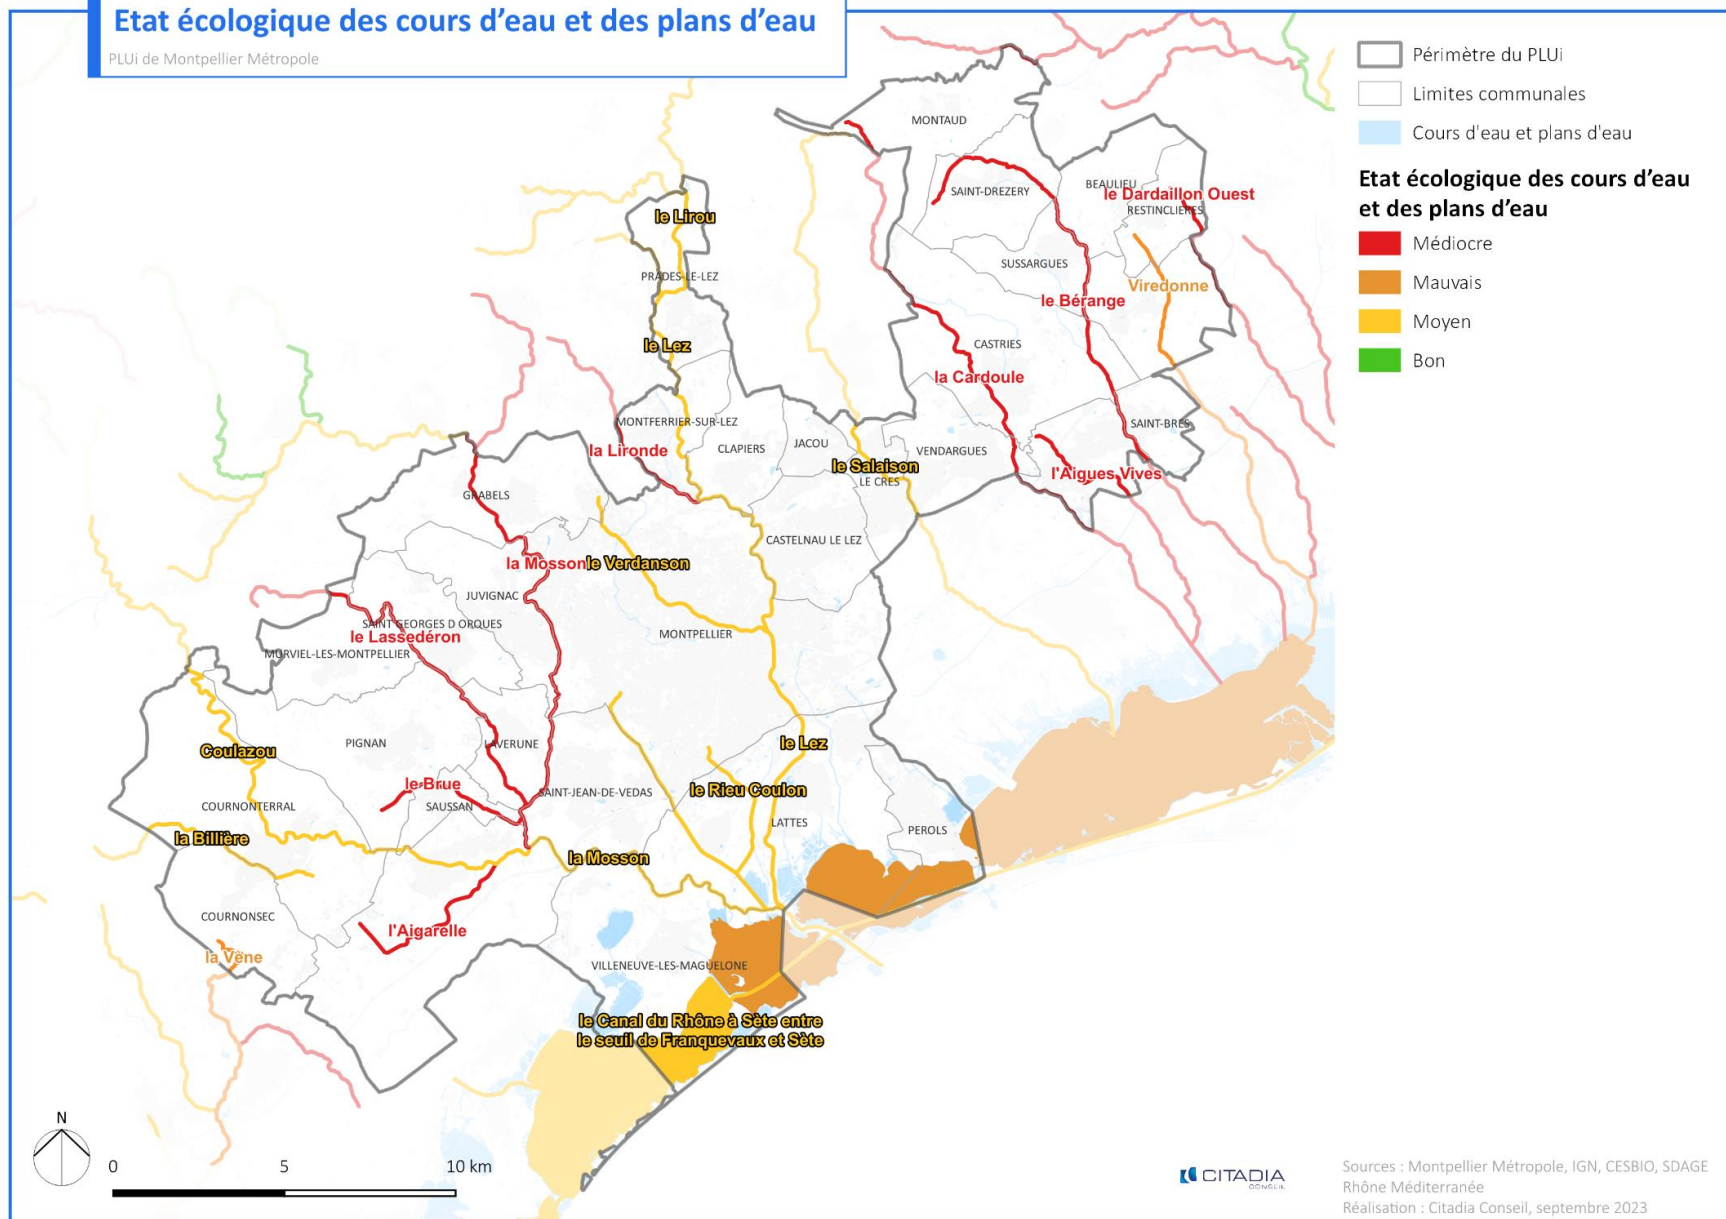 Etat écologique des cours d'eau et des plans d'eau
PLUi de Montpellier Métropole
Périmètre du PLUi
Limites communales
Cours d'eau et plans d'eau
Etat écologique des cours d'eau
et des plans d'eau
Médiocre
Mauvais
Moyen
Bon
MONTAUD
SAINT-DREZERY
BEAULIEU
le Dardaillon Ouest
RESTINCLIERES
le Lirou
PRADES-LE-LEZ
SUSSARGUES
Viredonne
le Bérange
le Lez
CASTRIES
la Cardoule
MONTFERRIER-SUR-LEZ
SAINT-BRES
la Lironde
CLAPIERS
JACOU
VENDARGUES
le Salaison
LE CRES
l'Aigues Vives
GRABELS
CASTELNAU LE LEZ
la Mosson
le Verdanson
JUVIGNAC
SAINT GEORGES D ORQUES
le Lassedéron
MONTPELLIER
MURVIEL-LES-MONTPELLIER
Coulazou
PIGNAN
LAVERUNE
le Lez
le Brue
SAINT-JEAN-DE-VEDAS
le Rieu Coulon
COURNONTERRAL
SAUSSAN
LATTES
PEROLS
la Billière
la Mosson
COURNONSEC
l'Aigarelle
la Vène
VILLENEUVE-LES-MAGUELONE
le Canal du Rhône à Sète entre
le seuil de Franquevaux et Sète
N
0 5 10 km
CITADIA
CONSEIL
Sources : Montpellier Métropole, IGN, CESBIO, SDAGE
Rhône Méditerranée
Réalisation : Citadia Conseil, septembre 2023